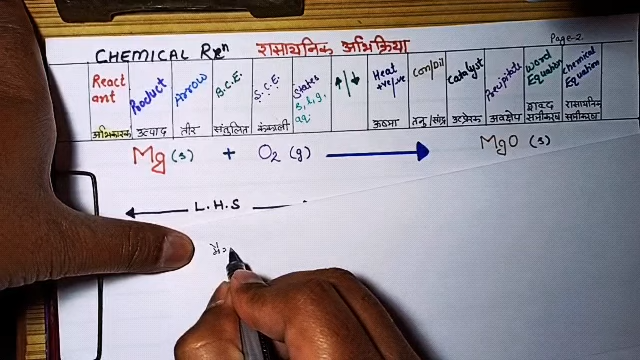 Page-2
CHEMICAL Rxn रासायनिक अभिक्रिया
React ant Product Arrow B.C.E. S.C.E. States s, l, g, aq. ↑/↓ Heat +ve/-ve Con/Dil Catalyst Precipitate Word Equation Chemical Equation
अभिकारक उत्पाद तीर संतुलित कंकाली ऊष्मा तनु/सांद्र उत्प्रेरक अवक्षेप शब्द समीकरण रासायनिक समीकरण
Mg (s) + O₂ (g) ⟶ MgO (s)
L.H.S